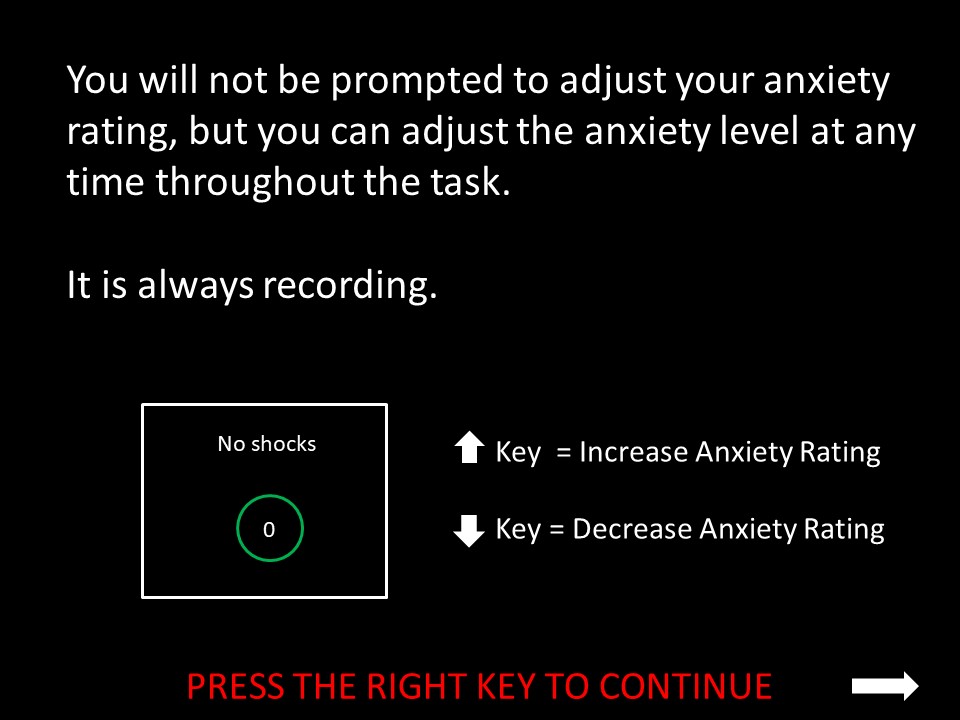 You will not be prompted to adjust your anxiety
rating, but you can adjust the anxiety level at any
time throughout the task.
It is always recording.
No shocks
0
Key = Increase Anxiety Rating
Key = Decrease Anxiety Rating
PRESS THE RIGHT KEY TO CONTINUE